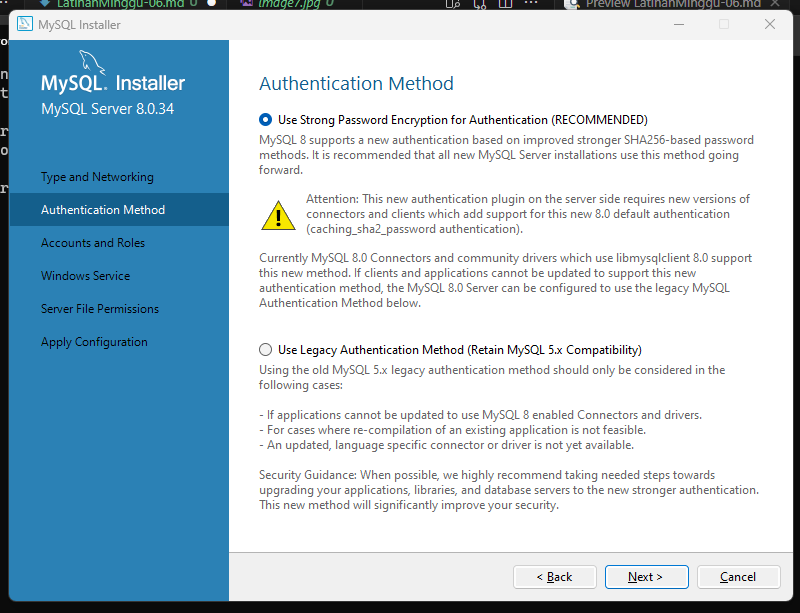 LatihanMinggu-06.md U
image7.jpg U
Preview LatihanMinggu-06.md
MySQL Installer
MySQL. Installer
MySQL Server 8.0.34
Type and Networking
Authentication Method
Accounts and Roles
Windows Service
Server File Permissions
Apply Configuration
Authentication Method
Use Strong Password Encryption for Authentication (RECOMMENDED)
MySQL 8 supports a new authentication based on improved stronger SHA256-based password
methods. It is recommended that all new MySQL Server installations use this method going
forward.
Attention: This new authentication plugin on the server side requires new versions of
connectors and clients which add support for this new 8.0 default authentication
(caching_sha2_password authentication).
Currently MySQL 8.0 Connectors and community drivers which use libmysqlclient 8.0 support
this new method. If clients and applications cannot be updated to support this new
authentication method, the MySQL 8.0 Server can be configured to use the legacy MySQL
Authentication Method below.
Use Legacy Authentication Method (Retain MySQL 5.x Compatibility)
Using the old MySQL 5.x legacy authentication method should only be considered in the
following cases:
- If applications cannot be updated to use MySQL 8 enabled Connectors and drivers.
- For cases where re-compilation of an existing application is not feasible.
- An updated, language specific connector or driver is not yet available.
Security Guidance: When possible, we highly recommend taking needed steps towards
upgrading your applications, libraries, and database servers to the new stronger authentication.
This new method will significantly improve your security.
< Back
Next >
Cancel